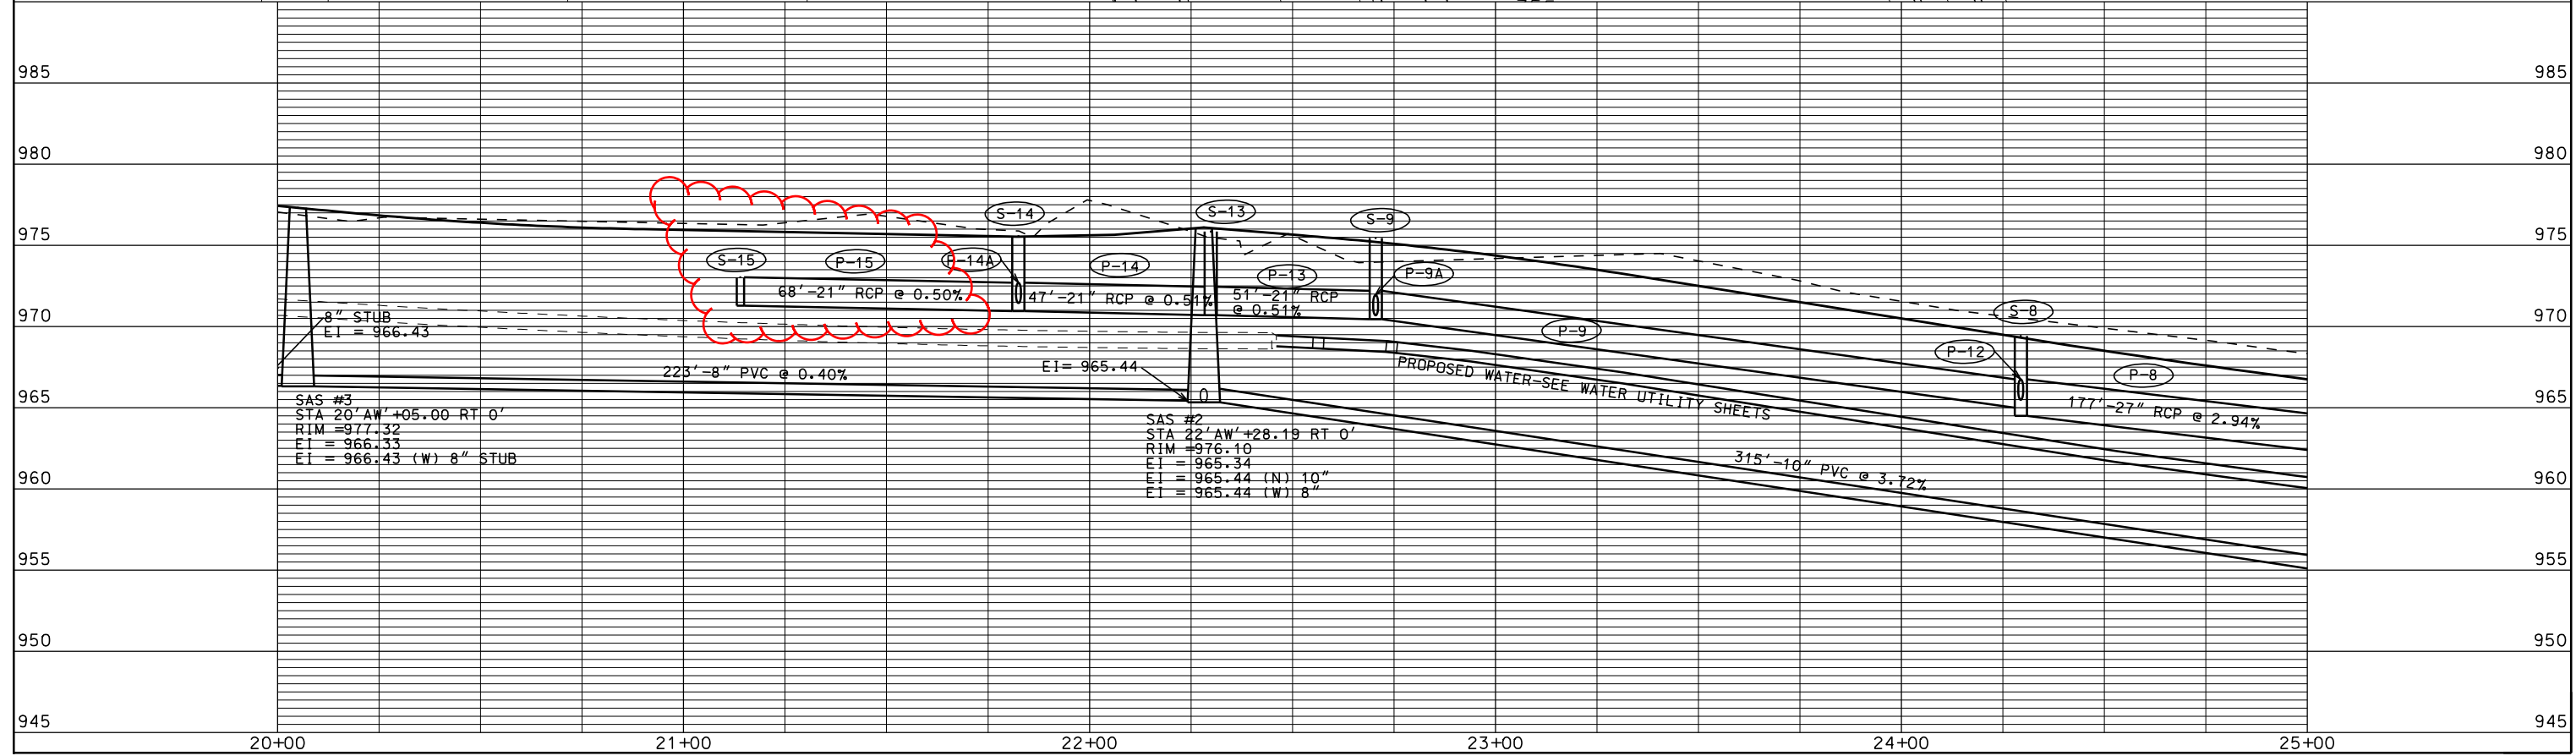 985
985
980
980
S-14
S-13
S-9
975
975
S-15
P-15
P-14A
P-14
P-13
P-9A
68'-21" RCP @ 0.50%
47'-21" RCP @ 0.51%
51'-21" RCP
@ 0.51%
970
970
8" STUB
EI = 966.43
S-8
P-9
P-12
EI= 965.44
223'-8" PVC @ 0.40%
PROPOSED WATER-SEE WATER UTILITY SHEETS
P-8
177'-27" RCP @ 2.94%
965
965
SAS #3
STA 20'AW'+05.00 RT 0'
RIM =977.32
EI = 966.33
EI = 966.43 (W) 8" STUB
SAS #2
STA 22'AW'+28.19 RT 0'
RIM =976.10
EI = 965.34
EI = 965.44 (N) 10"
EI = 965.44 (W) 8"
315'-10" PVC @ 3.72%
960
960
955
955
950
950
945
945
20+00
21+00
22+00
23+00
24+00
25+00